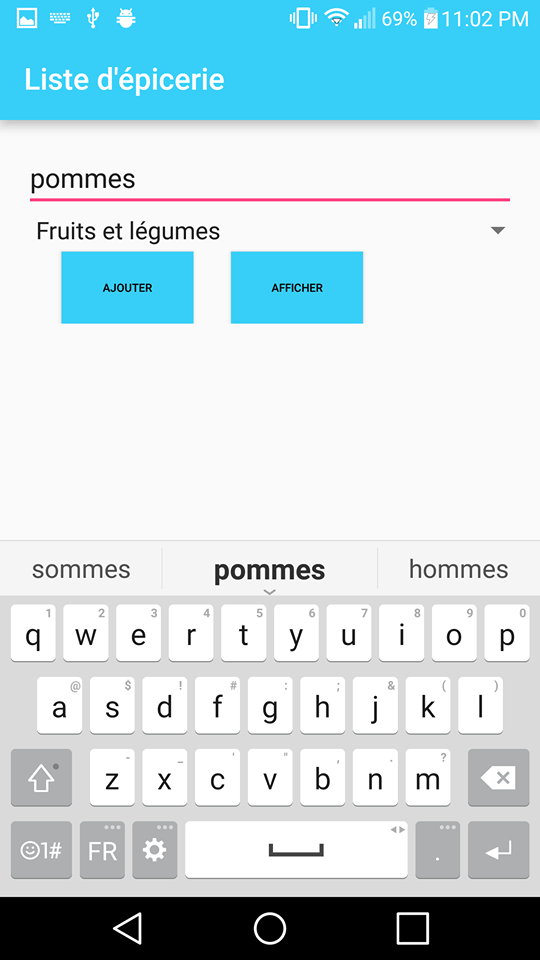 69% 11:02 PM
Liste d'épicerie
pommes
Fruits et légumes
AJOUTER AFFICHER
sommes pommes hommes
1 2 3 4 5 6 7 8 9 0
q w e r t y u i o p
@ $ ! # : ; & ( )
a s d f g h j k l
- _ ' " , . ?
z x c v b n m
1# FR .